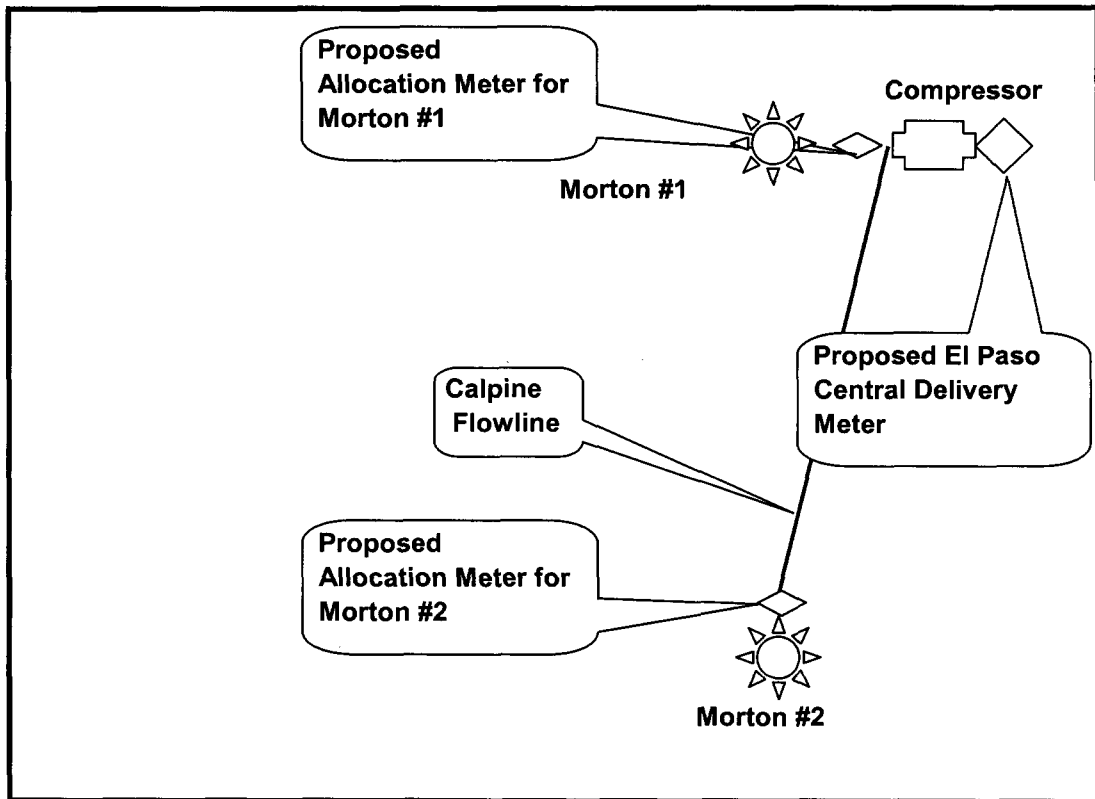 Proposed
Allocation Meter for
Morton #1
Compressor
Morton #1
Proposed El Paso
Central Delivery
Meter
Calpine
Flowline
Proposed
Allocation Meter for
Morton #2
Morton #2